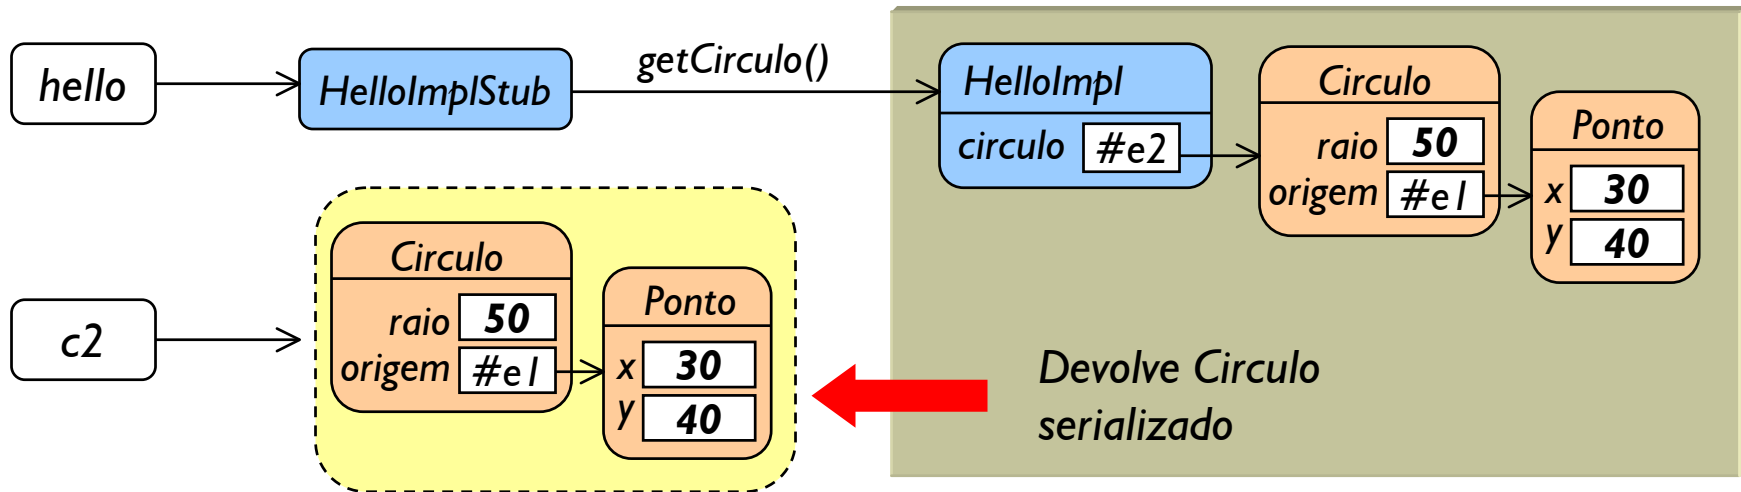 hello
HelloImplStub
getCirculo()
HelloImpl
circulo #e2
Circulo
raio 50
origem #e1
Ponto
x 30
y 40
c2
Circulo
raio 50
origem #e1
Ponto
x 30
y 40
Devolve Circulo
serializado